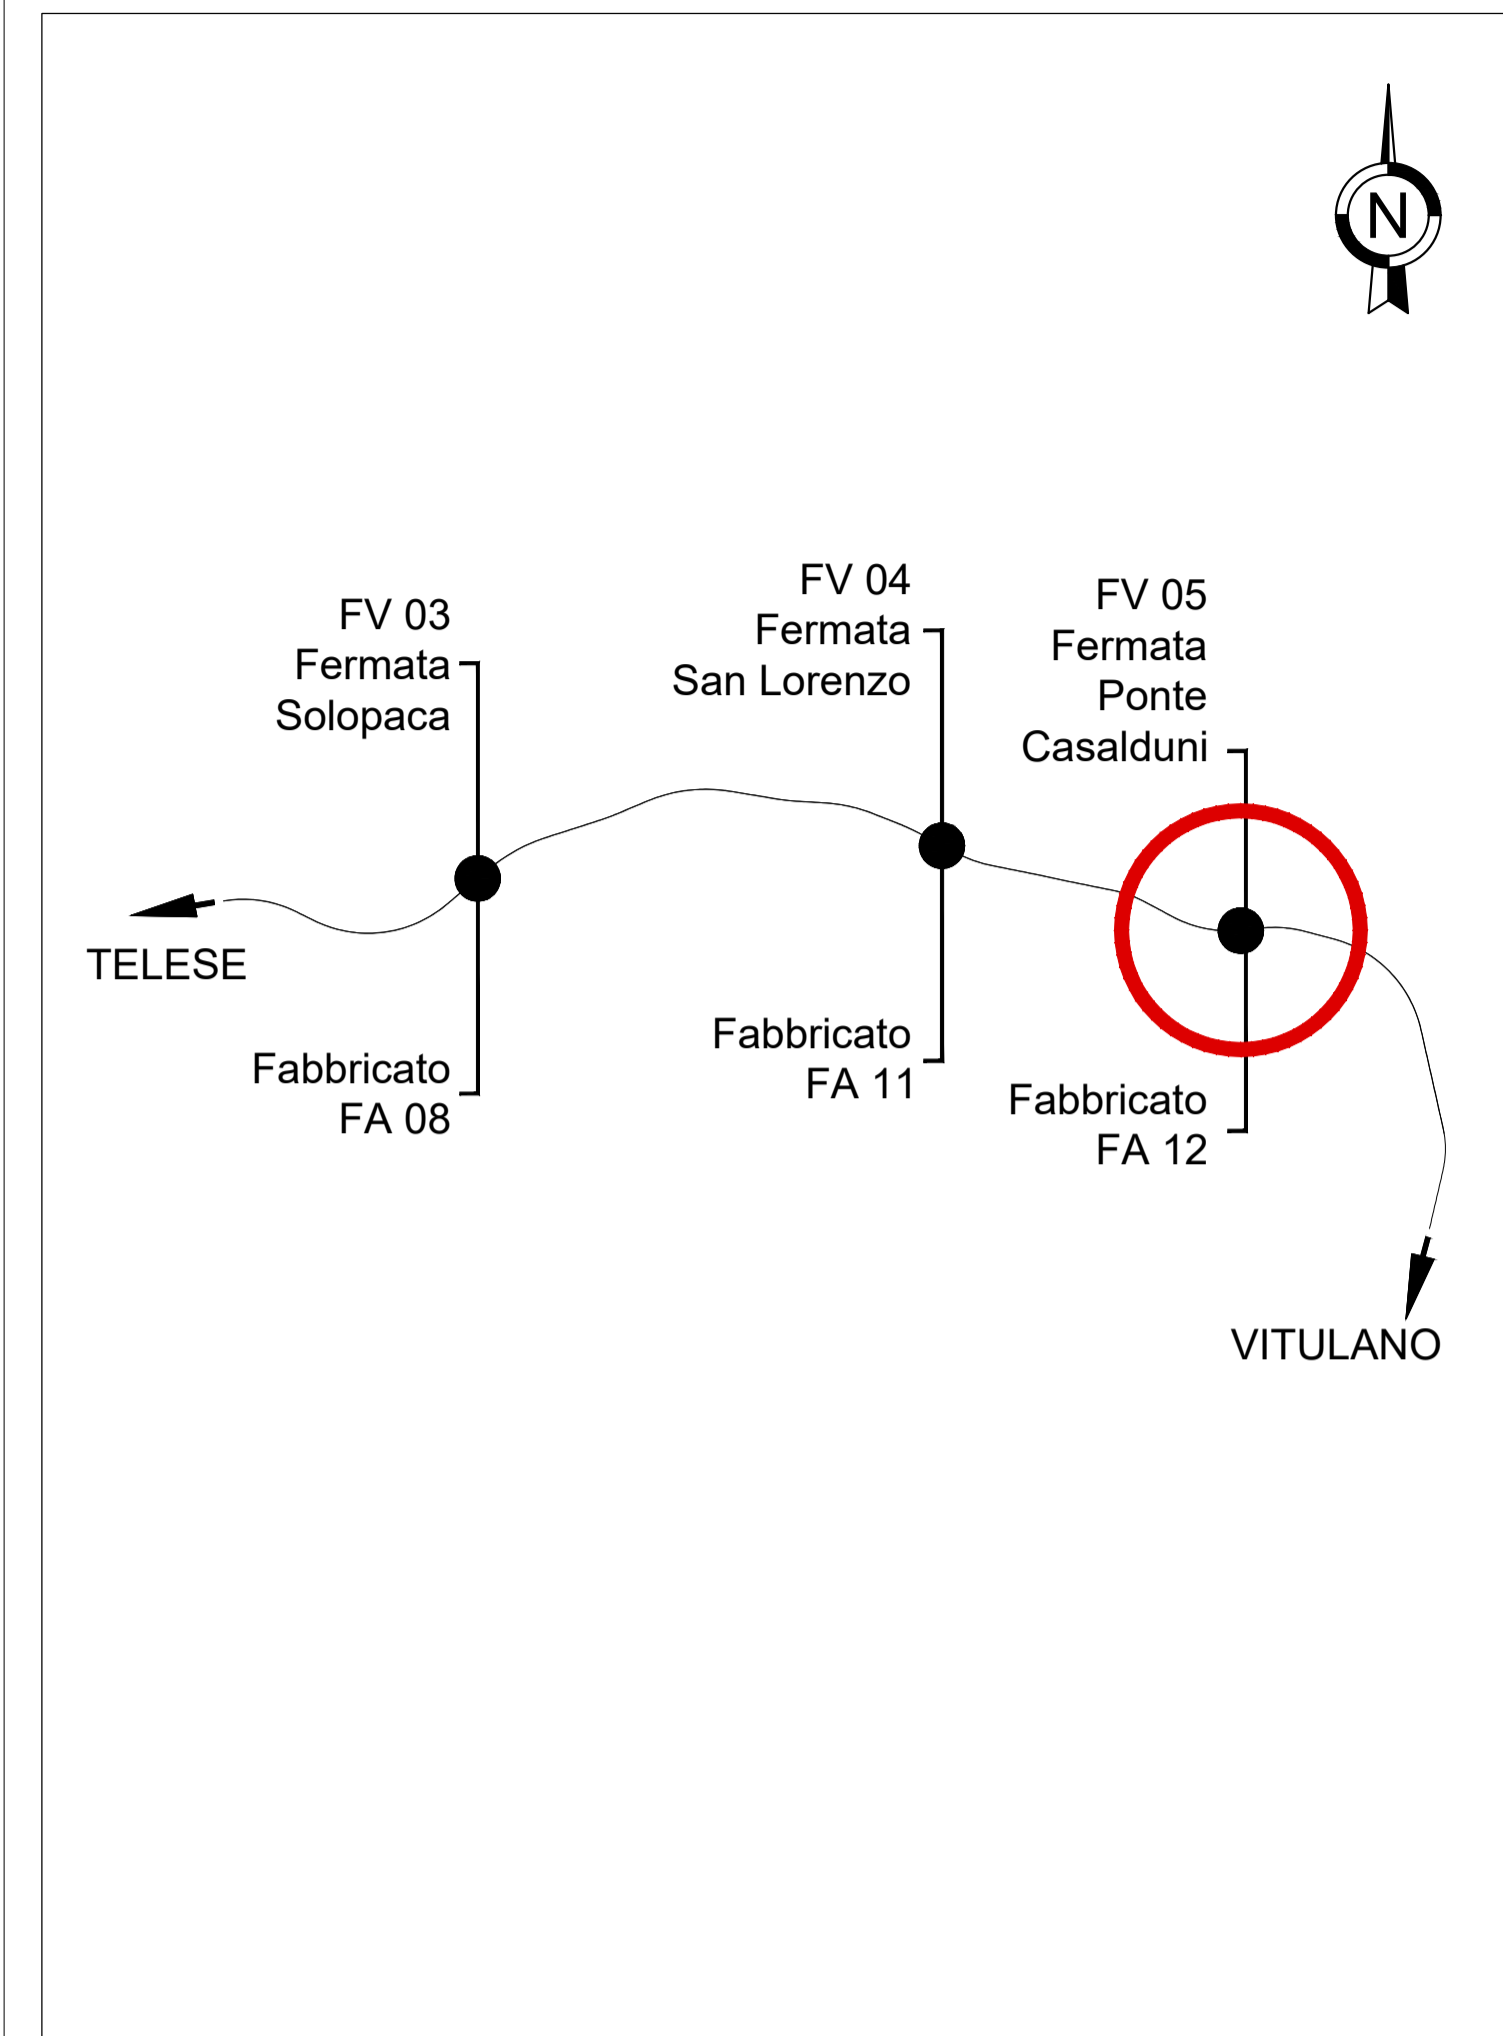 N
FV 03
Fermata
Solopaca
FV 04
Fermata
San Lorenzo
FV 05
Fermata
Ponte
Casalduni
TELESE
Fabbricato
FA 08
Fabbricato
FA 11
Fabbricato
FA 12
VITULANO